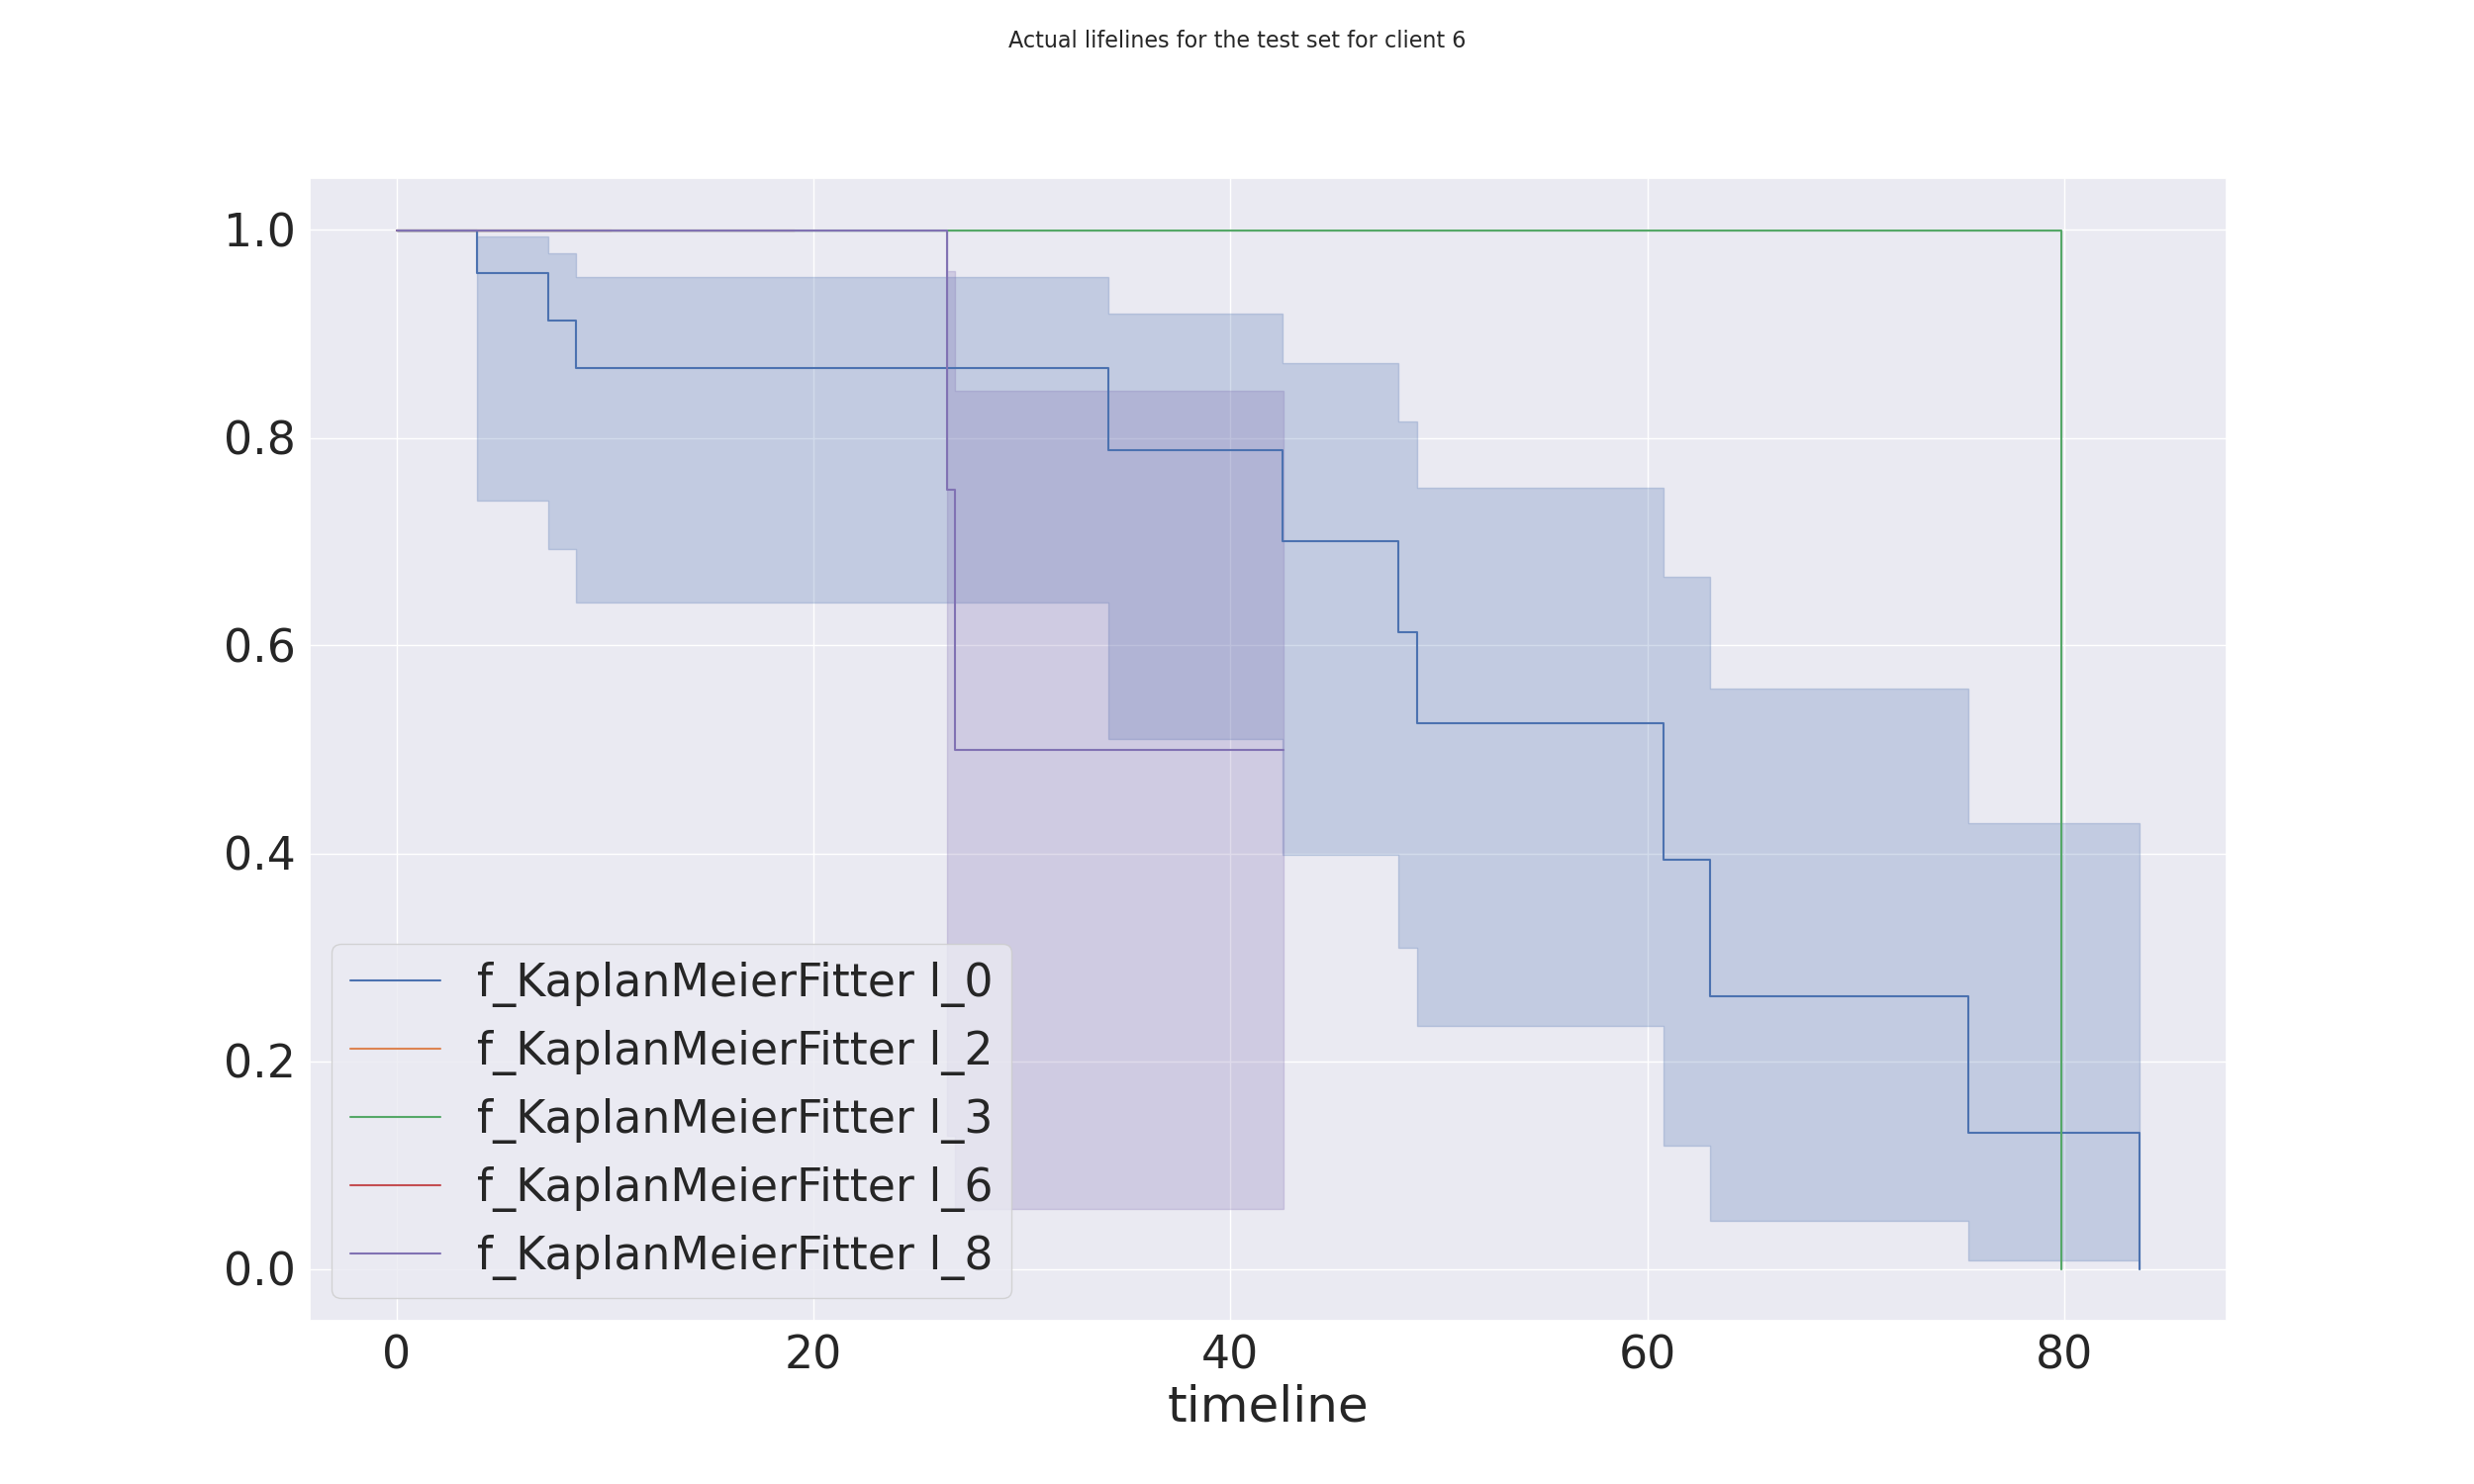 Actual lifelines for the test set for client 6
1.0
0.8
0.6
0.4
0.2
0.0
f_KaplanMeierFitter l_0
f_KaplanMeierFitter l_2
f_KaplanMeierFitter l_3
f_KaplanMeierFitter l_6
f_KaplanMeierFitter l_8
0 20 40 60 80
timeline